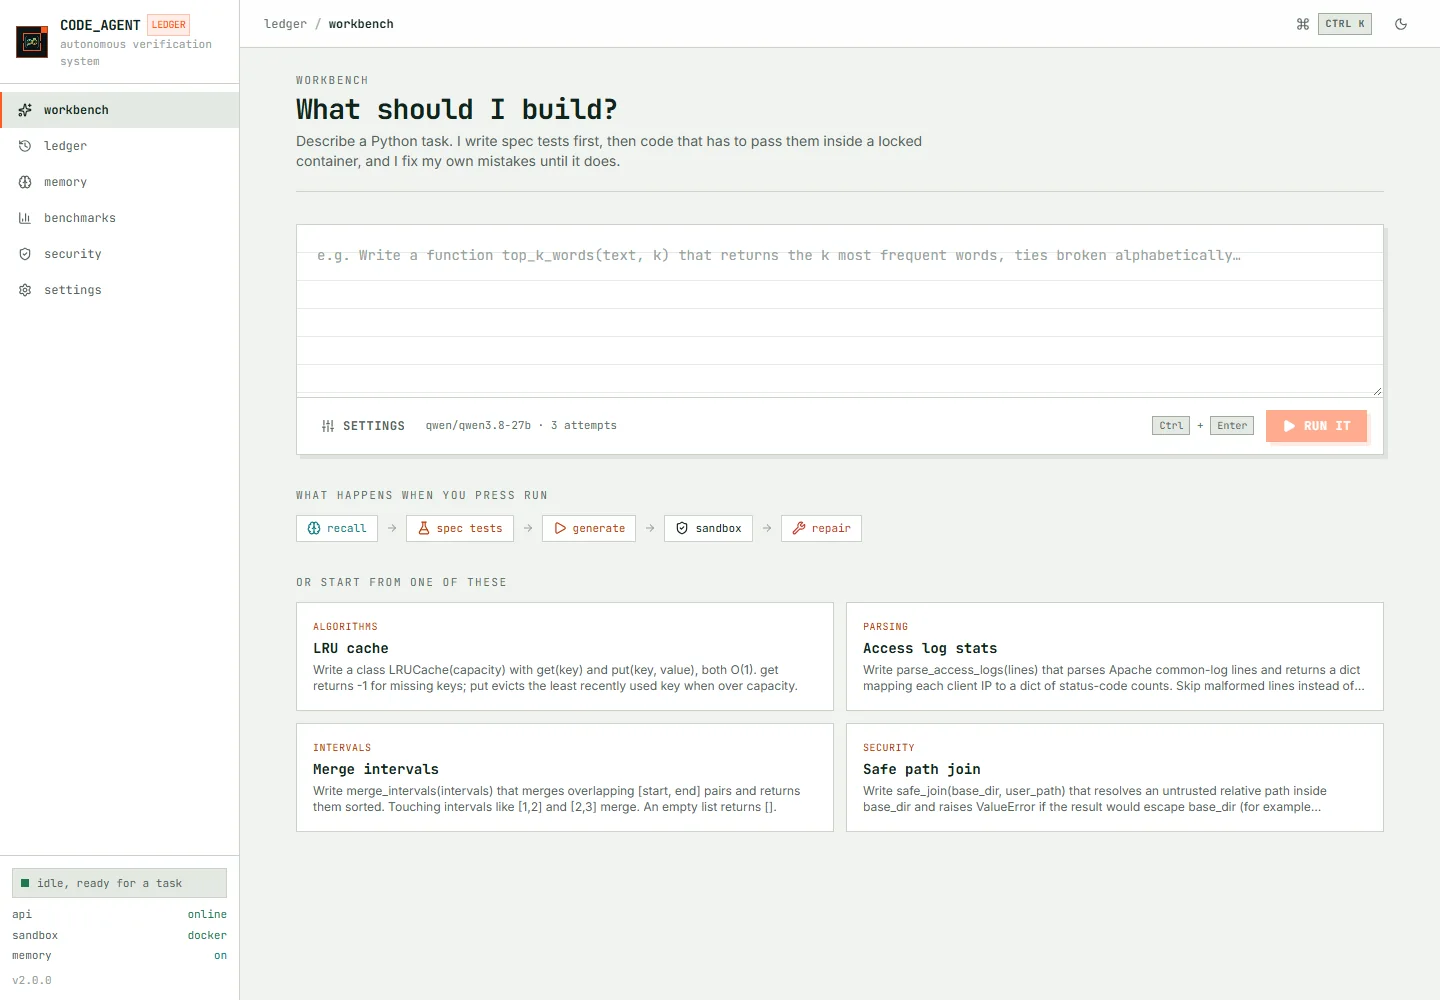 CODE_AGENT LEDGER
autonomous verification
system
workbench
ledger
memory
benchmarks
security
settings
idle, ready for a task
api online
sandbox docker
memory on
v2.0.0
ledger / workbench
⌘ CTRL K
WORKBENCH
What should I build?
Describe a Python task. I write spec tests first, then code that has to pass them inside a locked
container, and I fix my own mistakes until it does.
e.g. Write a function top_k_words(text, k) that returns the k most frequent words, ties broken alphabetically…
SETTINGS qwen/qwen3.8-27b · 3 attempts
Ctrl + Enter RUN IT
WHAT HAPPENS WHEN YOU PRESS RUN
recall → spec tests → generate → sandbox → repair
OR START FROM ONE OF THESE
ALGORITHMS
LRU cache
Write a class LRUCache(capacity) with get(key) and put(key, value), both O(1). get
returns -1 for missing keys; put evicts the least recently used key when over capacity.
PARSING
Access log stats
Write parse_access_logs(lines) that parses Apache common-log lines and returns a dict
mapping each client IP to a dict of status-code counts. Skip malformed lines instead of…
INTERVALS
Merge intervals
Write merge_intervals(intervals) that merges overlapping [start, end] pairs and returns
them sorted. Touching intervals like [1,2] and [2,3] merge. An empty list returns [].
SECURITY
Safe path join
Write safe_join(base_dir, user_path) that resolves an untrusted relative path inside
base_dir and raises ValueError if the result would escape base_dir (for example…